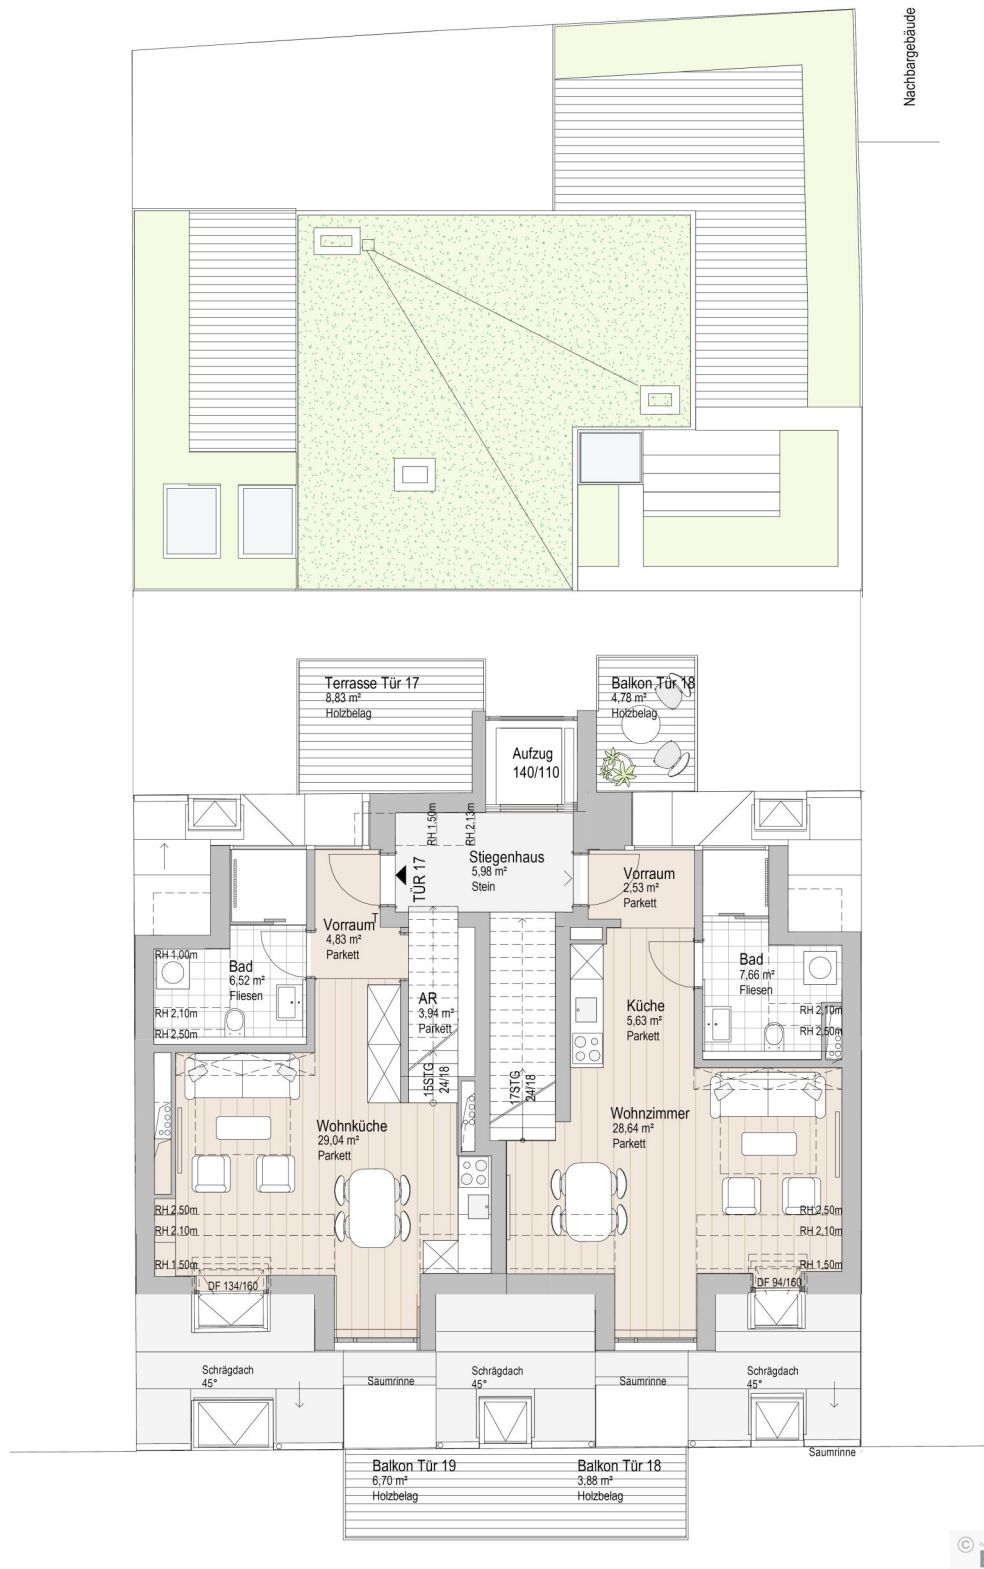 Nachbargebäude
Terrasse Tür 17
8,83 m²
Holzbelag
Balkon Tür 18
4,78 m²
Holzbelag
Aufzug
140/110
RH 1,50m
RH 2,13m
TÜR 17
Stiegenhaus
5,98 m²
Stein
Vorraum
2,53 m²
Parkett
T
Vorraum
4,83 m²
Parkett
RH 1,00m
Bad
6,52 m²
Fliesen
RH 2,10m
RH 2,50m
AR
3,94 m²
Parkett
Bad
7,66 m²
Fliesen
RH 2,10m
RH 2,50m
Küche
5,63 m²
Parkett
15STG
24/18
17STG
24/18
Wohnküche
29,04 m²
Parkett
Wohnzimmer
28,64 m²
Parkett
RH 2,50m
RH 2,10m
RH 1,50m
RH 2,50m
RH 2,10m
RH 1,50m
DF 134/160
DF 94/160
Schrägdach
45°
Saumrinne
Schrägdach
45°
Saumrinne
Schrägdach
45°
Saumrinne
Balkon Tür 19
6,70 m²
Holzbelag
Balkon Tür 18
3,88 m²
Holzbelag
©